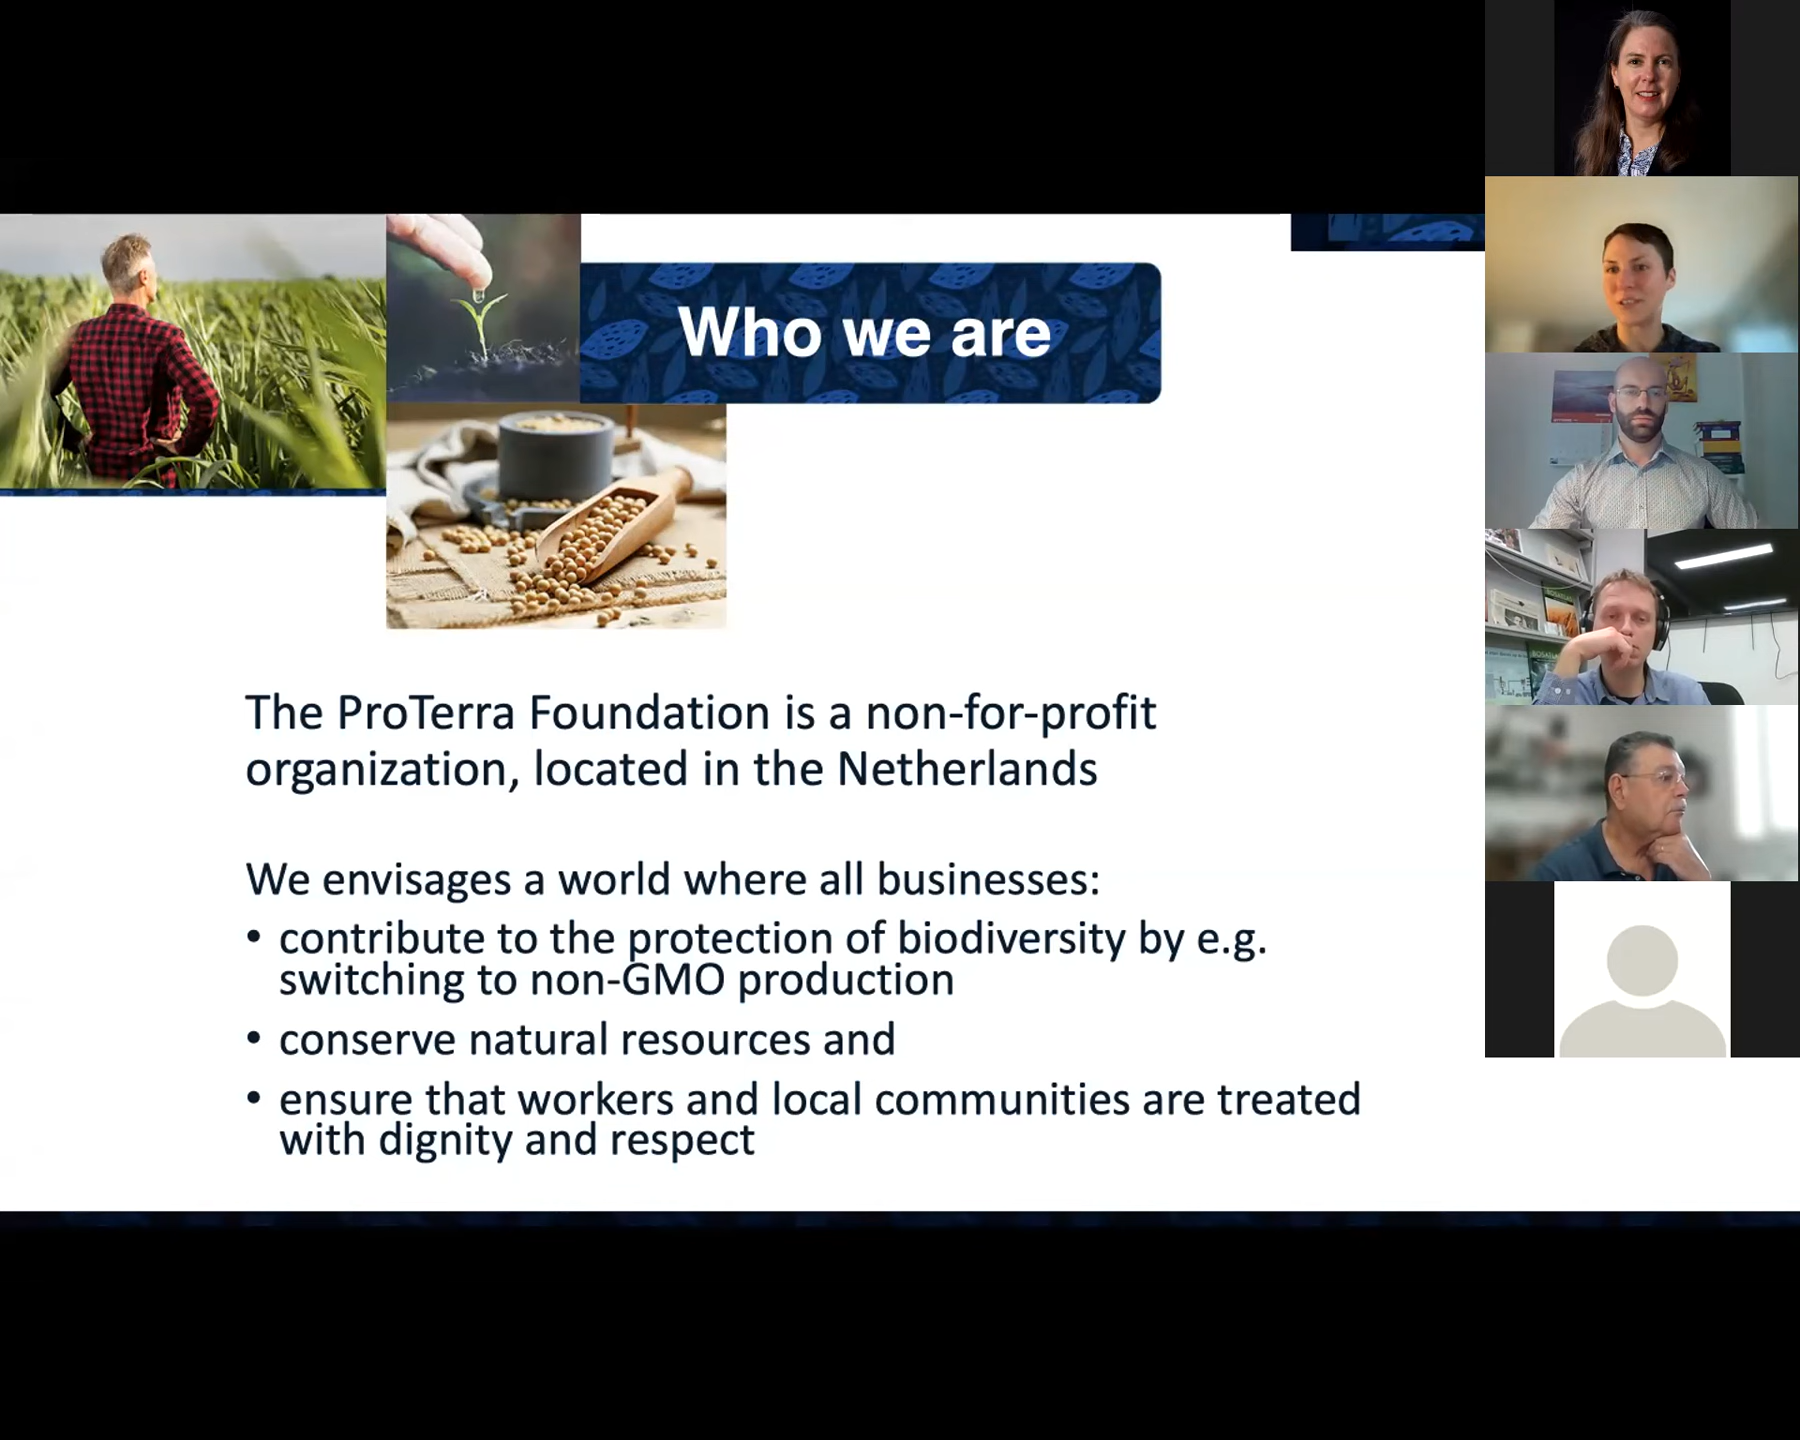 Who we are
The ProTerra Foundation is a non-for-profit
organization, located in the Netherlands
We envisages a world where all businesses:
• contribute to the protection of biodiversity by e.g.
switching to non-GMO production
• conserve natural resources and
• ensure that workers and local communities are treated
with dignity and respect